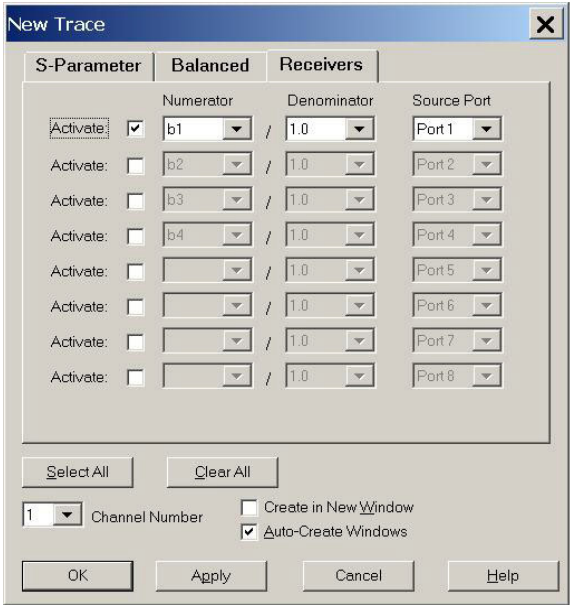 New Trace
S-Parameter Balanced Receivers
Numerator Denominator Source Port
Activate: b1 / 1.0 Port 1
Activate: b2 / 1.0 Port 2
Activate: b3 / 1.0 Port 3
Activate: b4 / 1.0 Port 4
Activate: / 1.0 Port 5
Activate: / 1.0 Port 6
Activate: / 1.0 Port 7
Activate: / 1.0 Port 8
Select All Clear All
1 Channel Number
Create in New Window
Auto-Create Windows
OK Apply Cancel Help